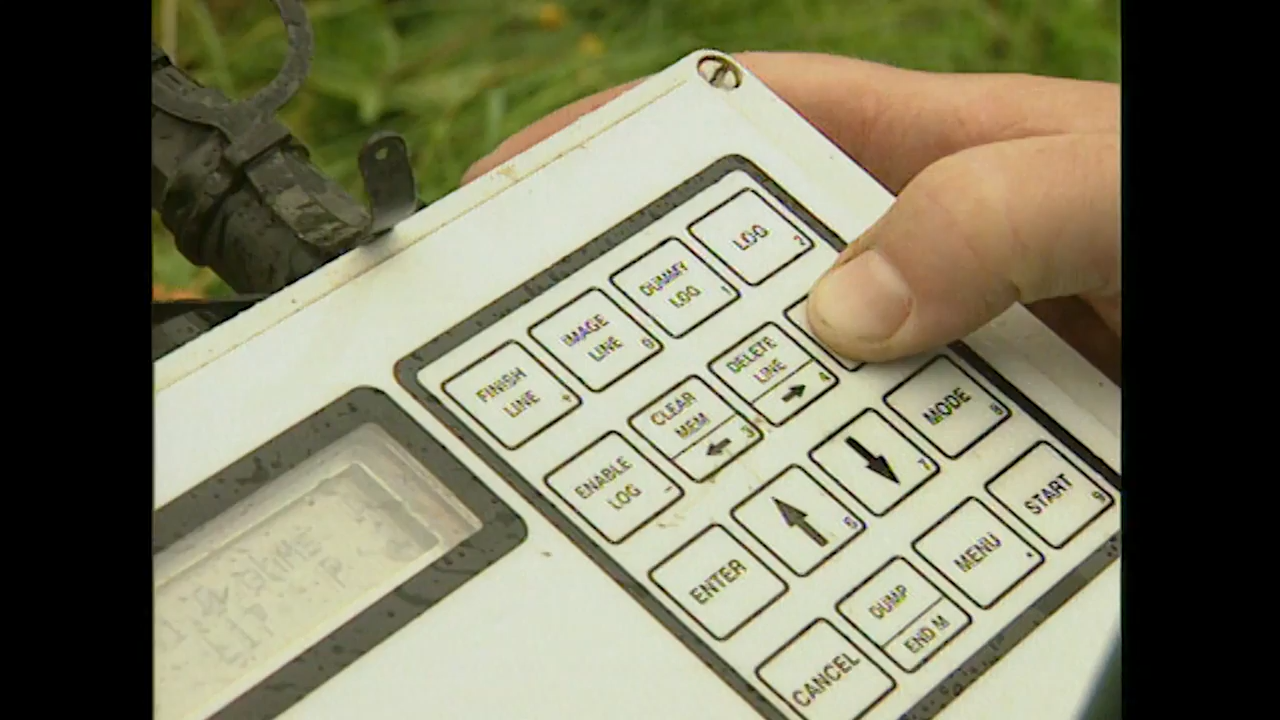 FINISH
LINE +
IMAGE
LINE 0
DUMMY
LOG 1
LOG 2
ENABLE
LOG -
CLEAR
MEM
← 3
DELETE
LINE
→ 4
ENTER
↑ 6
↓ 7
MODE 8
CANCEL
DUMP
END M
MENU .
START 9